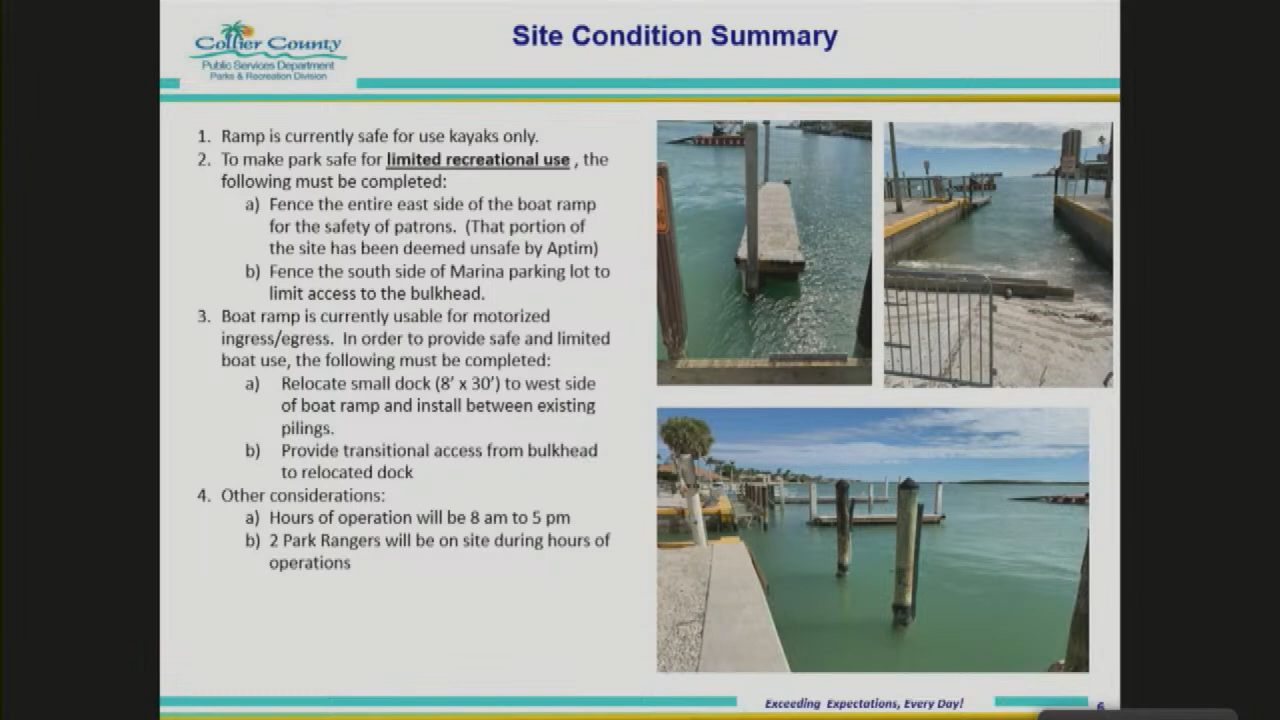 Collier County
Public Services Department
Parks & Recreation Division
Site Condition Summary
1. Ramp is currently safe for use kayaks only.
2. To make park safe for limited recreational use , the
following must be completed:
a) Fence the entire east side of the boat ramp
for the safety of patrons. (That portion of
the site has been deemed unsafe by Aptim)
b) Fence the south side of Marina parking lot to
limit access to the bulkhead.
3. Boat ramp is currently usable for motorized
ingress/egress. In order to provide safe and limited
boat use, the following must be completed:
a) Relocate small dock (8' x 30') to west side
of boat ramp and install between existing
pilings.
b) Provide transitional access from bulkhead
to relocated dock
4. Other considerations:
a) Hours of operation will be 8 am to 5 pm
b) 2 Park Rangers will be on site during hours of
operations
Exceeding Expectations, Every Day!
6